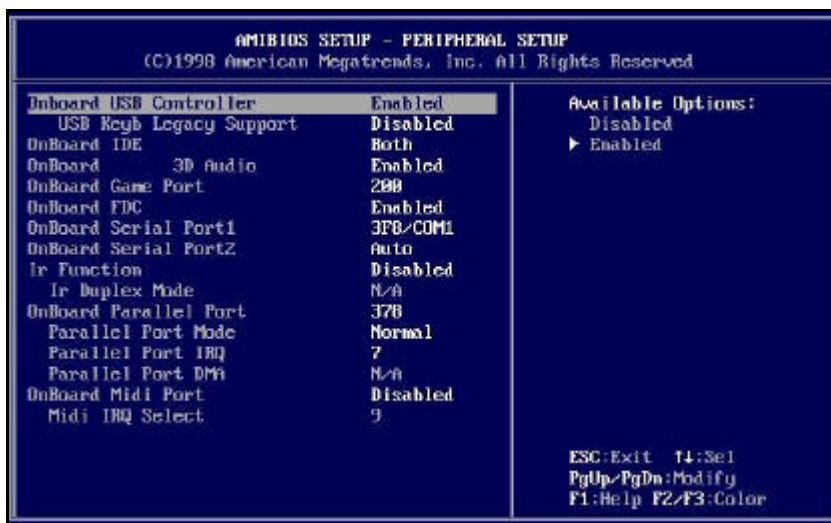 AMIBIOS SETUP - PERIPHERAL SETUP
(C)1998 American Megatrends, Inc. All Rights Reserved
Onboard USB Controller Enabled
USB Keyb Legacy Support Disabled
OnBoard IDE Both
OnBoard 3D Audio Enabled
OnBoard Game Port 200
OnBoard FDC Enabled
OnBoard Serial Port1 3F8/COM1
OnBoard Serial Port2 Auto
Ir Function Disabled
Ir Duplex Mode N/A
OnBoard Parallel Port 378
Parallel Port Mode Normal
Parallel Port IRQ 7
Parallel Port DMA N/A
OnBoard Midi Port Disabled
Midi IRQ Select 9
Available Options:
Disabled
► Enabled
ESC:Exit ↑↓:Sel
PgUp/PgDn:Modify
F1:Help F2/F3:Color